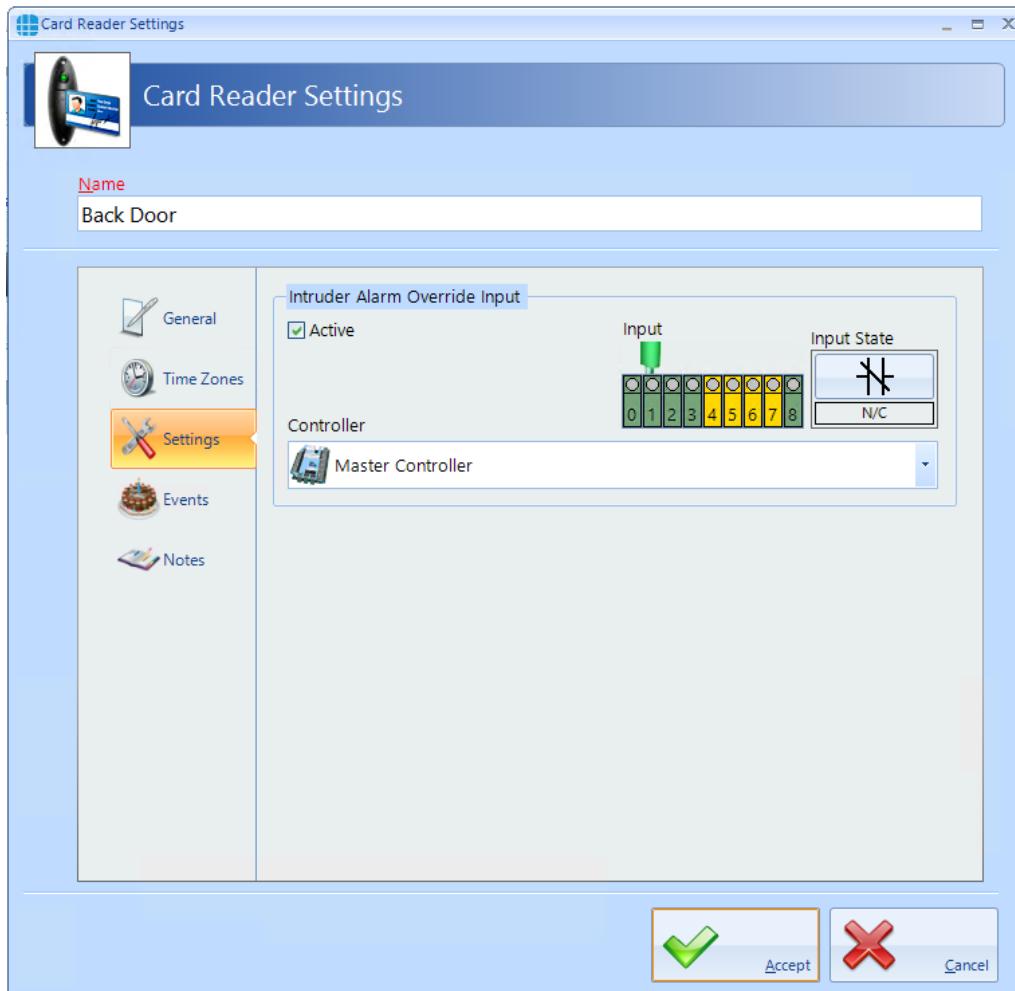 Card Reader Settings
Card Reader Settings
Name
Back Door
General
Time Zones
Settings
Events
Notes
Intruder Alarm Override Input
Active
Input
Input State
0 1 2 3 4 5 6 7 8
N/C
Controller
Master Controller
Accept
Cancel